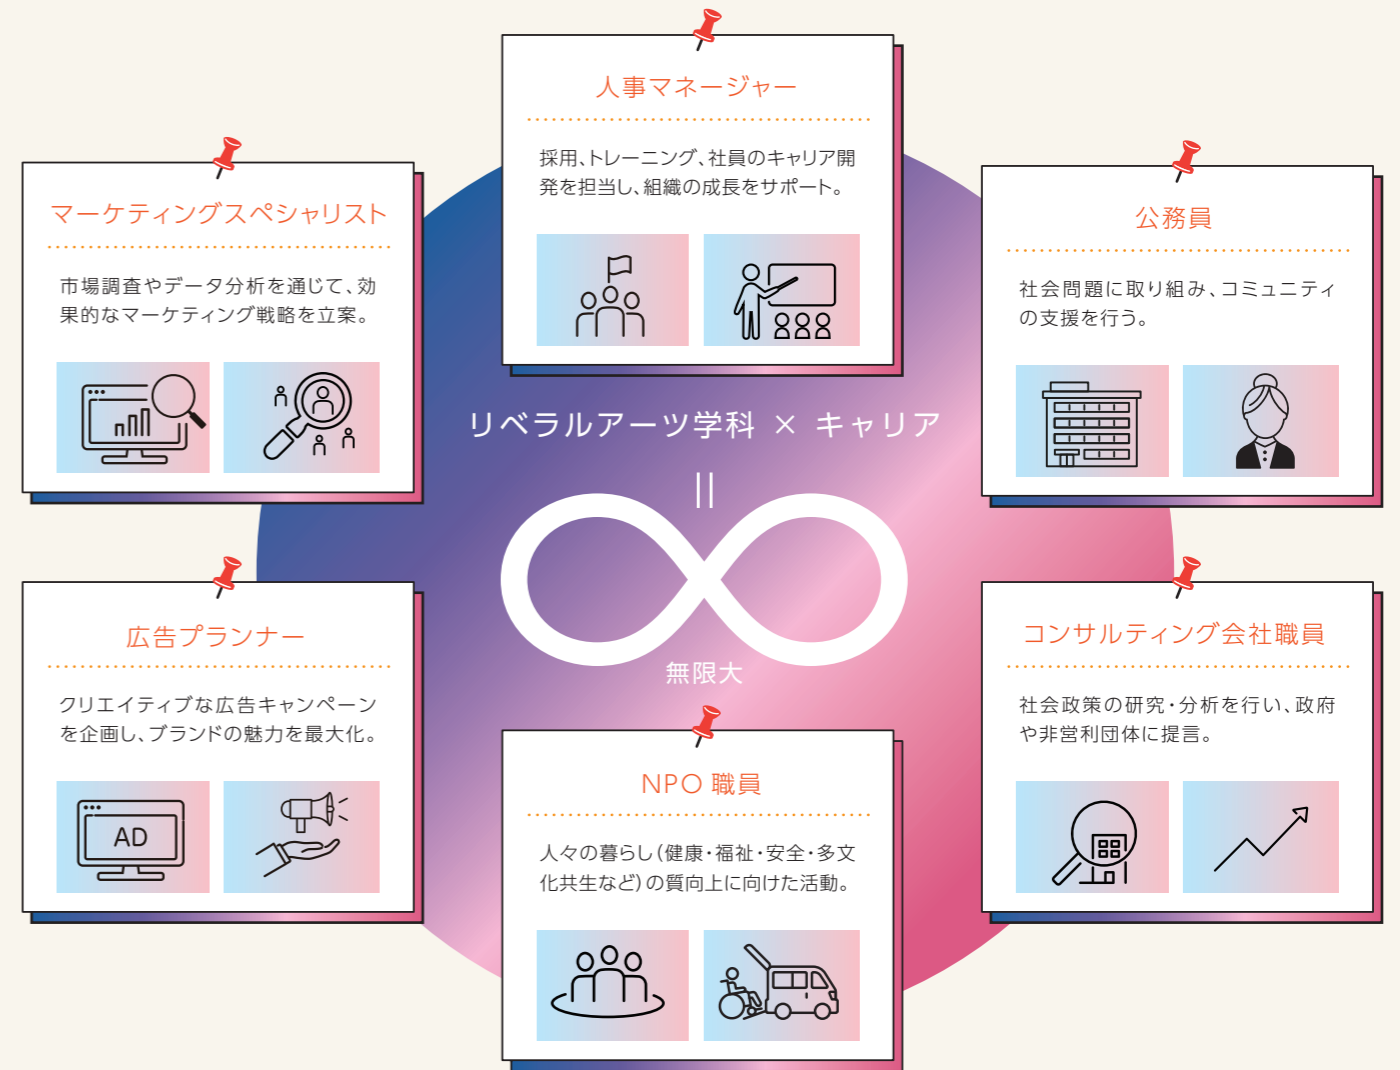 人事マネージャー
採用、トレーニング、社員のキャリア開
発を担当し、組織の成長をサポート。
マーケティングスペシャリスト
市場調査やデータ分析を通じて、効
果的なマーケティング戦略を立案。
公務員
社会問題に取り組み、コミュニティ
の支援を行う。
リベラルアーツ学科 × キャリア
=
∞
無限大
広告プランナー
クリエイティブな広告キャンペーン
を企画し、ブランドの魅力を最大化。
AD
コンサルティング会社職員
社会政策の研究・分析を行い、政府
や非営利団体に提言。
NPO 職員
人々の暮らし(健康・福祉・安全・多文
化共生など)の質向上に向けた活動。